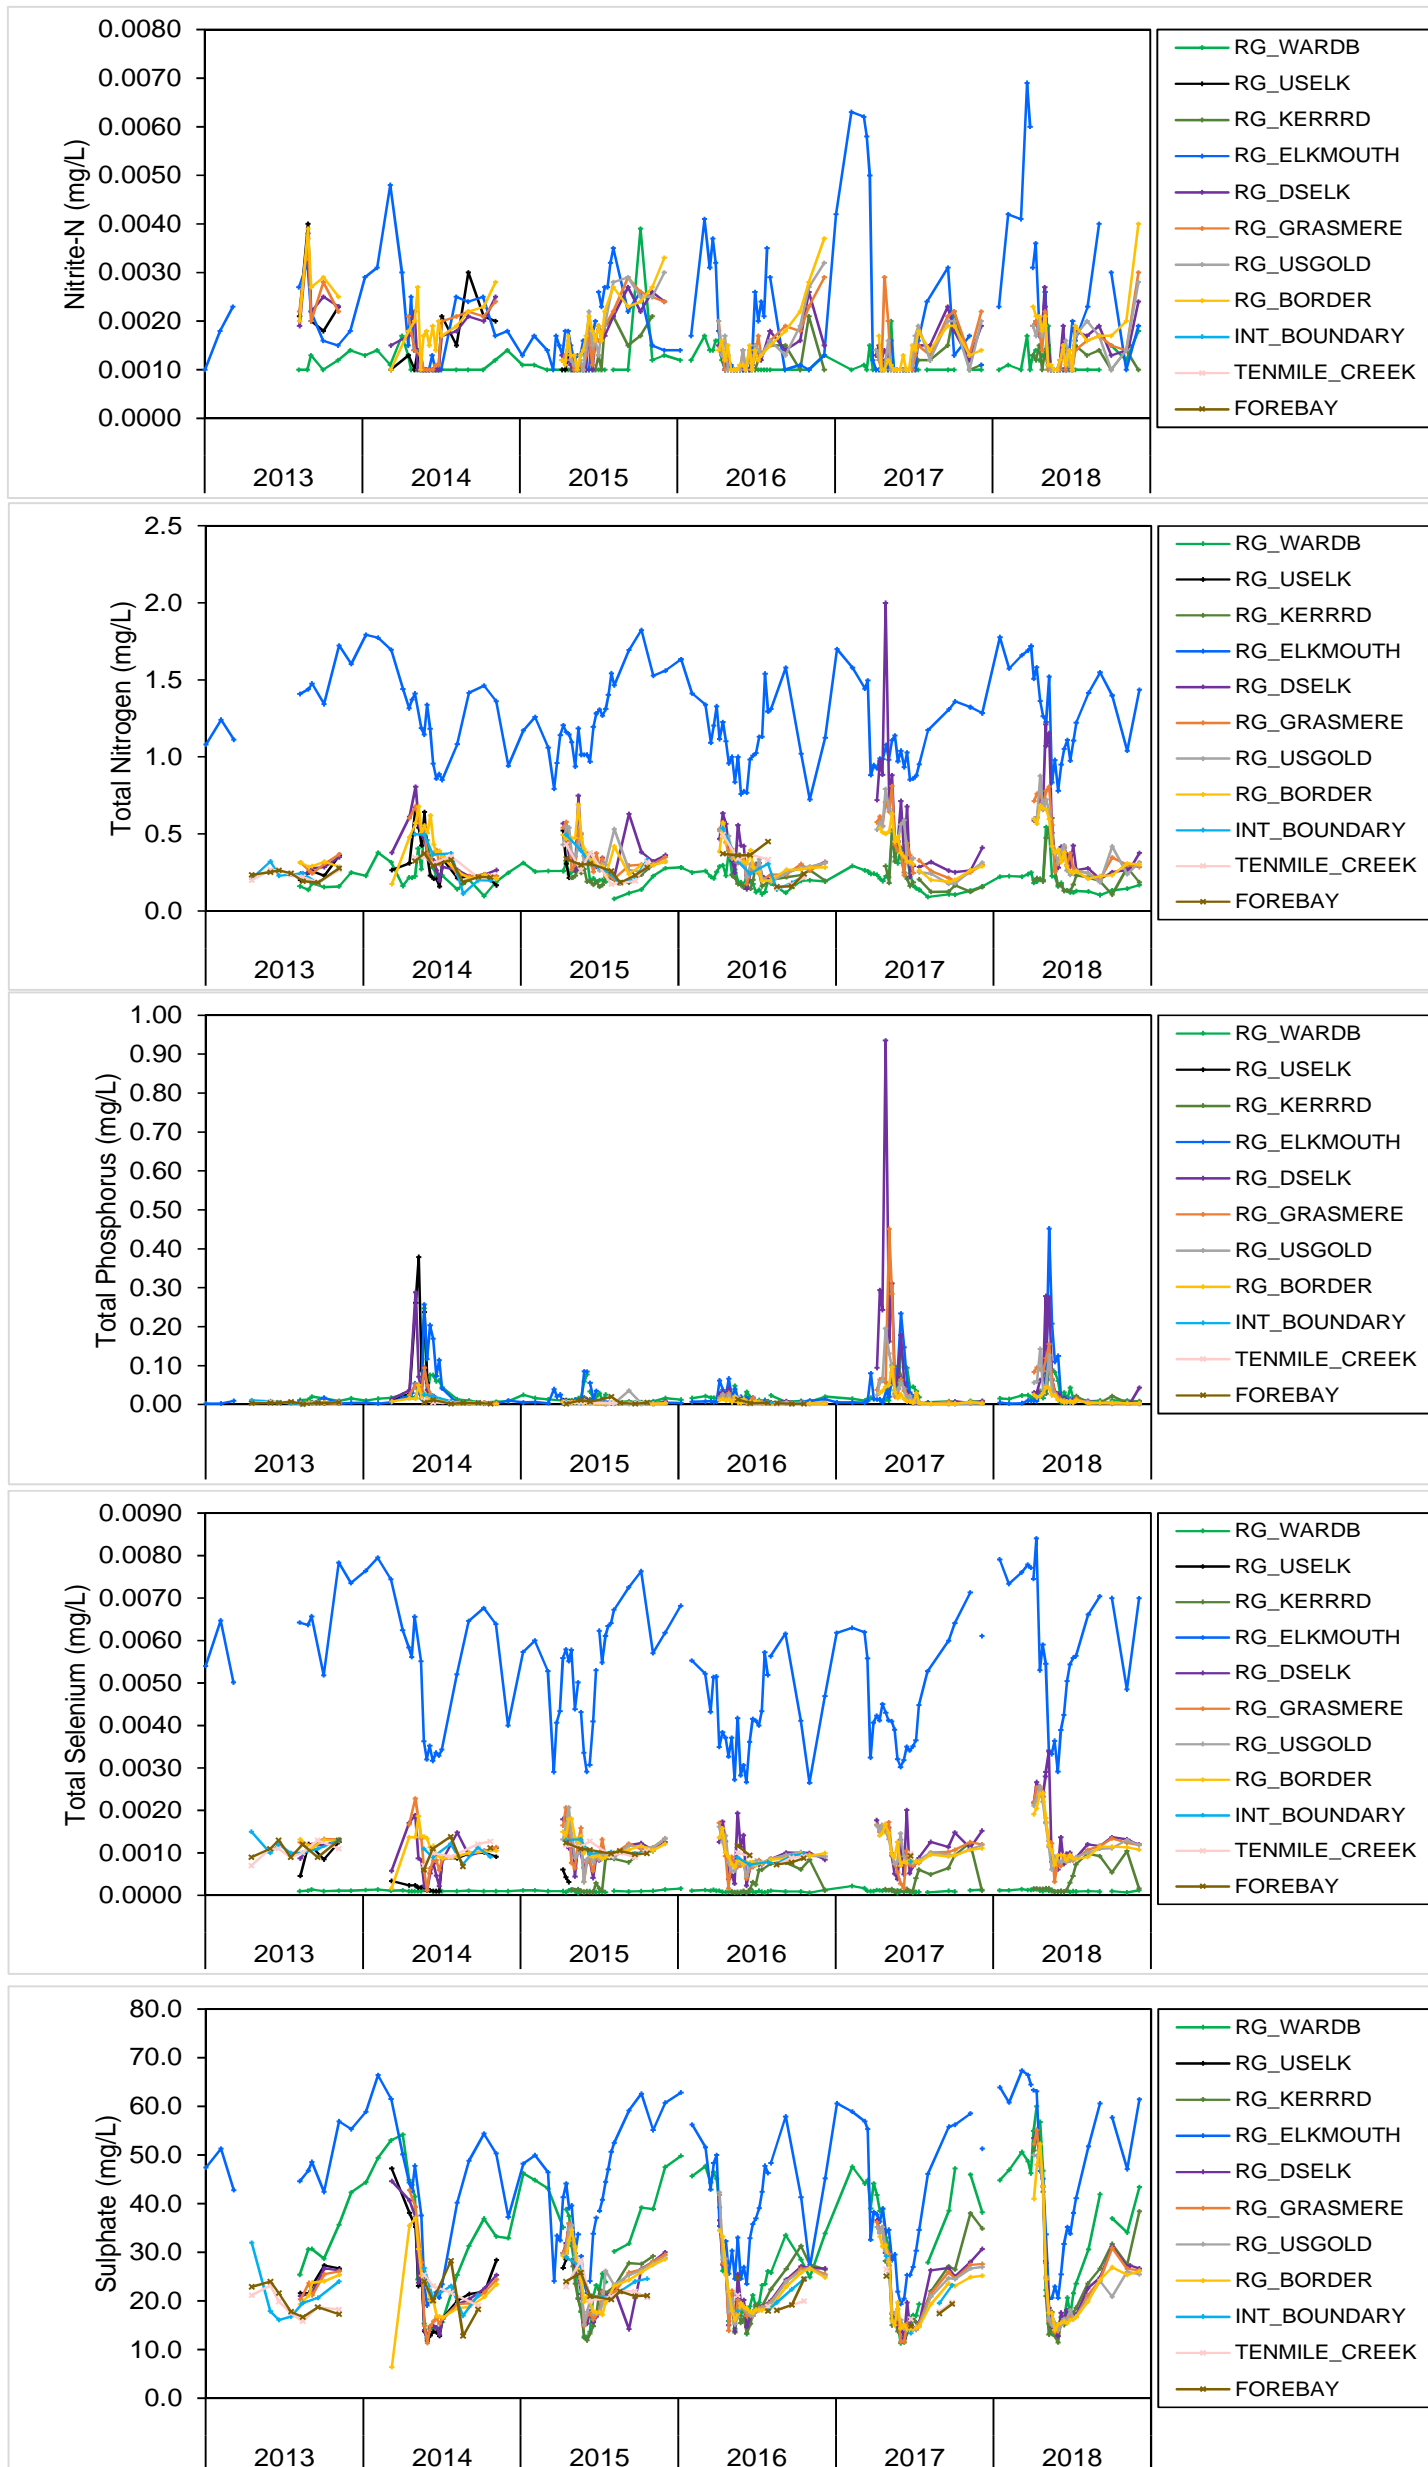 Nitrite-N (mg/L)
0.0080
0.0070
0.0060
0.0050
0.0040
0.0030
0.0020
0.0010
0.0000
2013 2014 2015 2016 2017 2018
RG_WARDB
RG_USELK
RG_KERRRD
RG_ELKMOUTH
RG_DSELK
RG_GRASMERE
RG_USGOLD
RG_BORDER
INT_BOUNDARY
TENMILE_CREEK
FOREBAY
Total Nitrogen (mg/L)
2.5
2.0
1.5
1.0
0.5
0.0
2013 2014 2015 2016 2017 2018
RG_WARDB
RG_USELK
RG_KERRRD
RG_ELKMOUTH
RG_DSELK
RG_GRASMERE
RG_USGOLD
RG_BORDER
INT_BOUNDARY
TENMILE_CREEK
FOREBAY
Total Phosphorus (mg/L)
1.00
0.90
0.80
0.70
0.60
0.50
0.40
0.30
0.20
0.10
0.00
2013 2014 2015 2016 2017 2018
RG_WARDB
RG_USELK
RG_KERRRD
RG_ELKMOUTH
RG_DSELK
RG_GRASMERE
RG_USGOLD
RG_BORDER
INT_BOUNDARY
TENMILE_CREEK
FOREBAY
Total Selenium (mg/L)
0.0090
0.0080
0.0070
0.0060
0.0050
0.0040
0.0030
0.0020
0.0010
0.0000
2013 2014 2015 2016 2017 2018
RG_WARDB
RG_USELK
RG_KERRRD
RG_ELKMOUTH
RG_DSELK
RG_GRASMERE
RG_USGOLD
RG_BORDER
INT_BOUNDARY
TENMILE_CREEK
FOREBAY
Sulphate (mg/L)
80.0
70.0
60.0
50.0
40.0
30.0
20.0
10.0
0.0
2013 2014 2015 2016 2017 2018
RG_WARDB
RG_USELK
RG_KERRRD
RG_ELKMOUTH
RG_DSELK
RG_GRASMERE
RG_USGOLD
RG_BORDER
INT_BOUNDARY
TENMILE_CREEK
FOREBAY